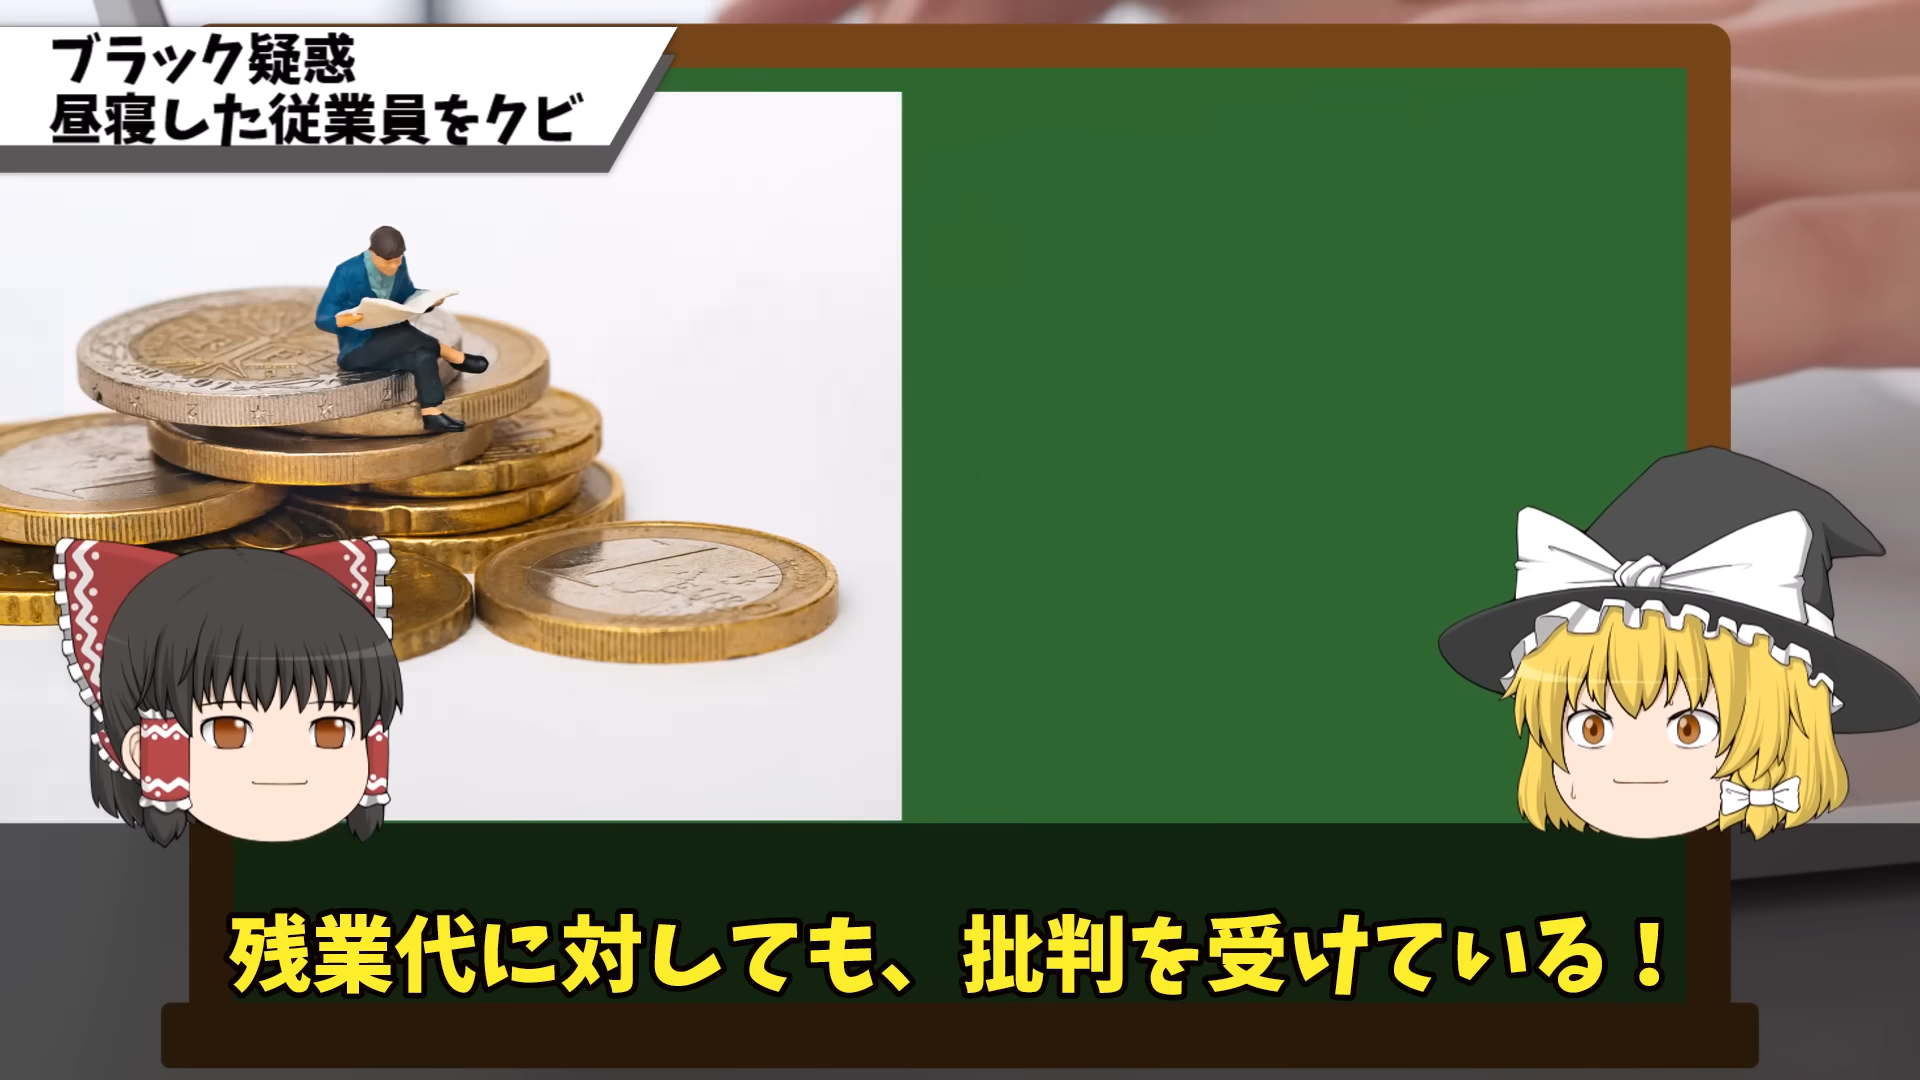 ブラック疑惑
昼寝した従業員をクビ
残業代に対しても、批判を受けている！